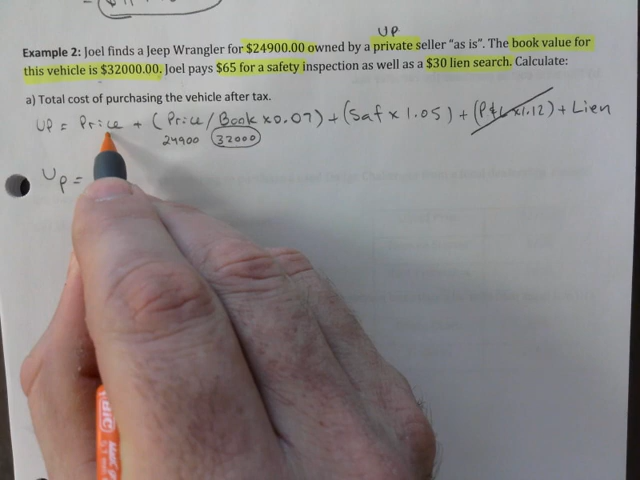 UP
Example 2: Joel finds a Jeep Wrangler for $24900.00 owned by a private seller "as is". The book value for
this vehicle is $32000.00. Joel pays $65 for a safety inspection as well as a $30 lien search. Calculate:
a) Total cost of purchasing the vehicle after tax.
UP = Price + (Price / Book x 0.07) + (Saf x 1.05) + (P&L x 1.12) + Lien
24900 32000
UP =
BIC